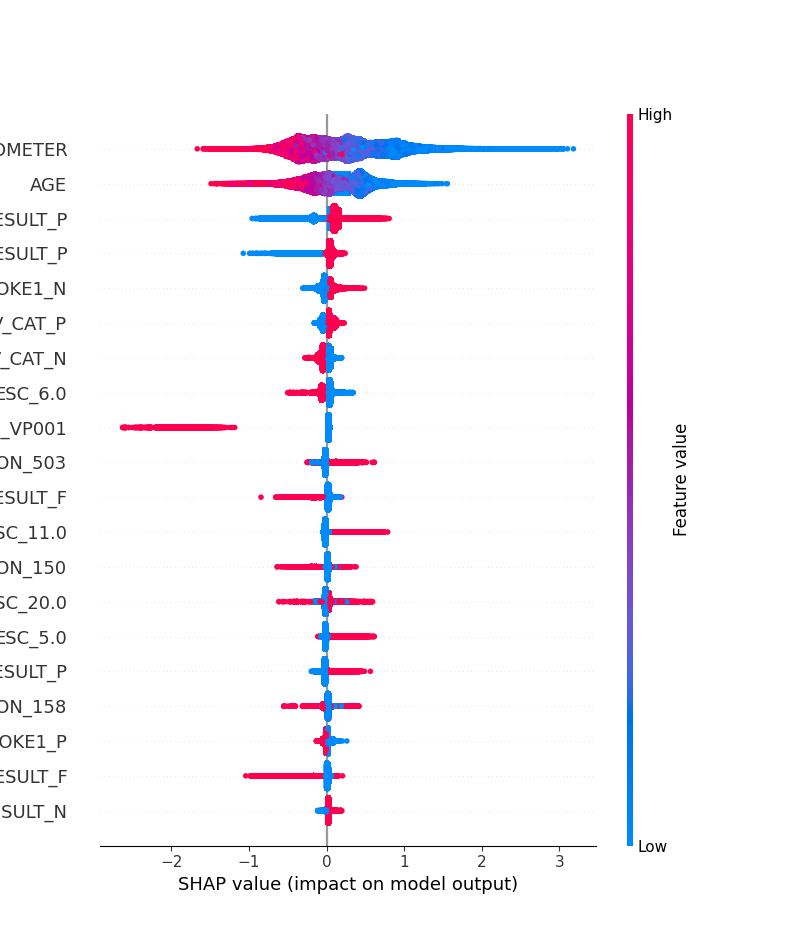 High
OMETER
AGE
ESULT_P
ESULT_P
OKE1_N
V_CAT_P
_CAT_N
ESC_6.0
_VP001
ON_503
ESULT_F
SC_11.0
ON_150
SC_20.0
ESC_5.0
ESULT_P
ON_158
OKE1_P
ESULT_F
SULT_N
Feature value
Low
−2 −1 0 1 2 3
SHAP value (impact on model output)